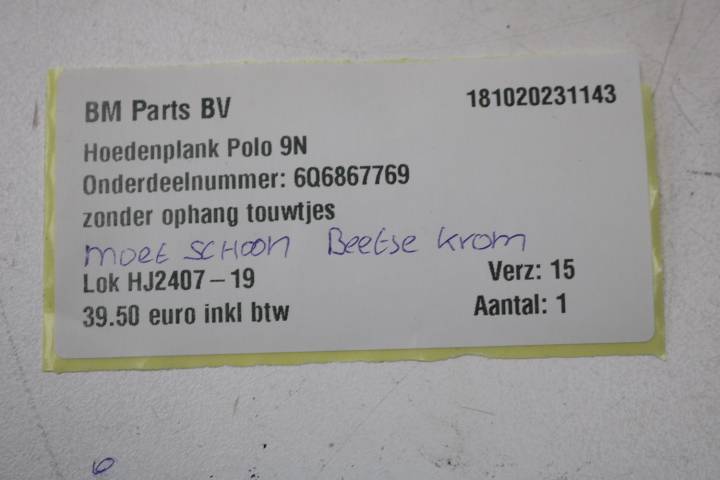 BM Parts BV 181020231143
Hoedenplank Polo 9N
Onderdeelnummer: 6Q6867769
zonder ophang touwtjes
moet SCHOON Beetse krom
Lok HJ2407-19 Verz: 15
39.50 euro inkl btw Aantal: 1